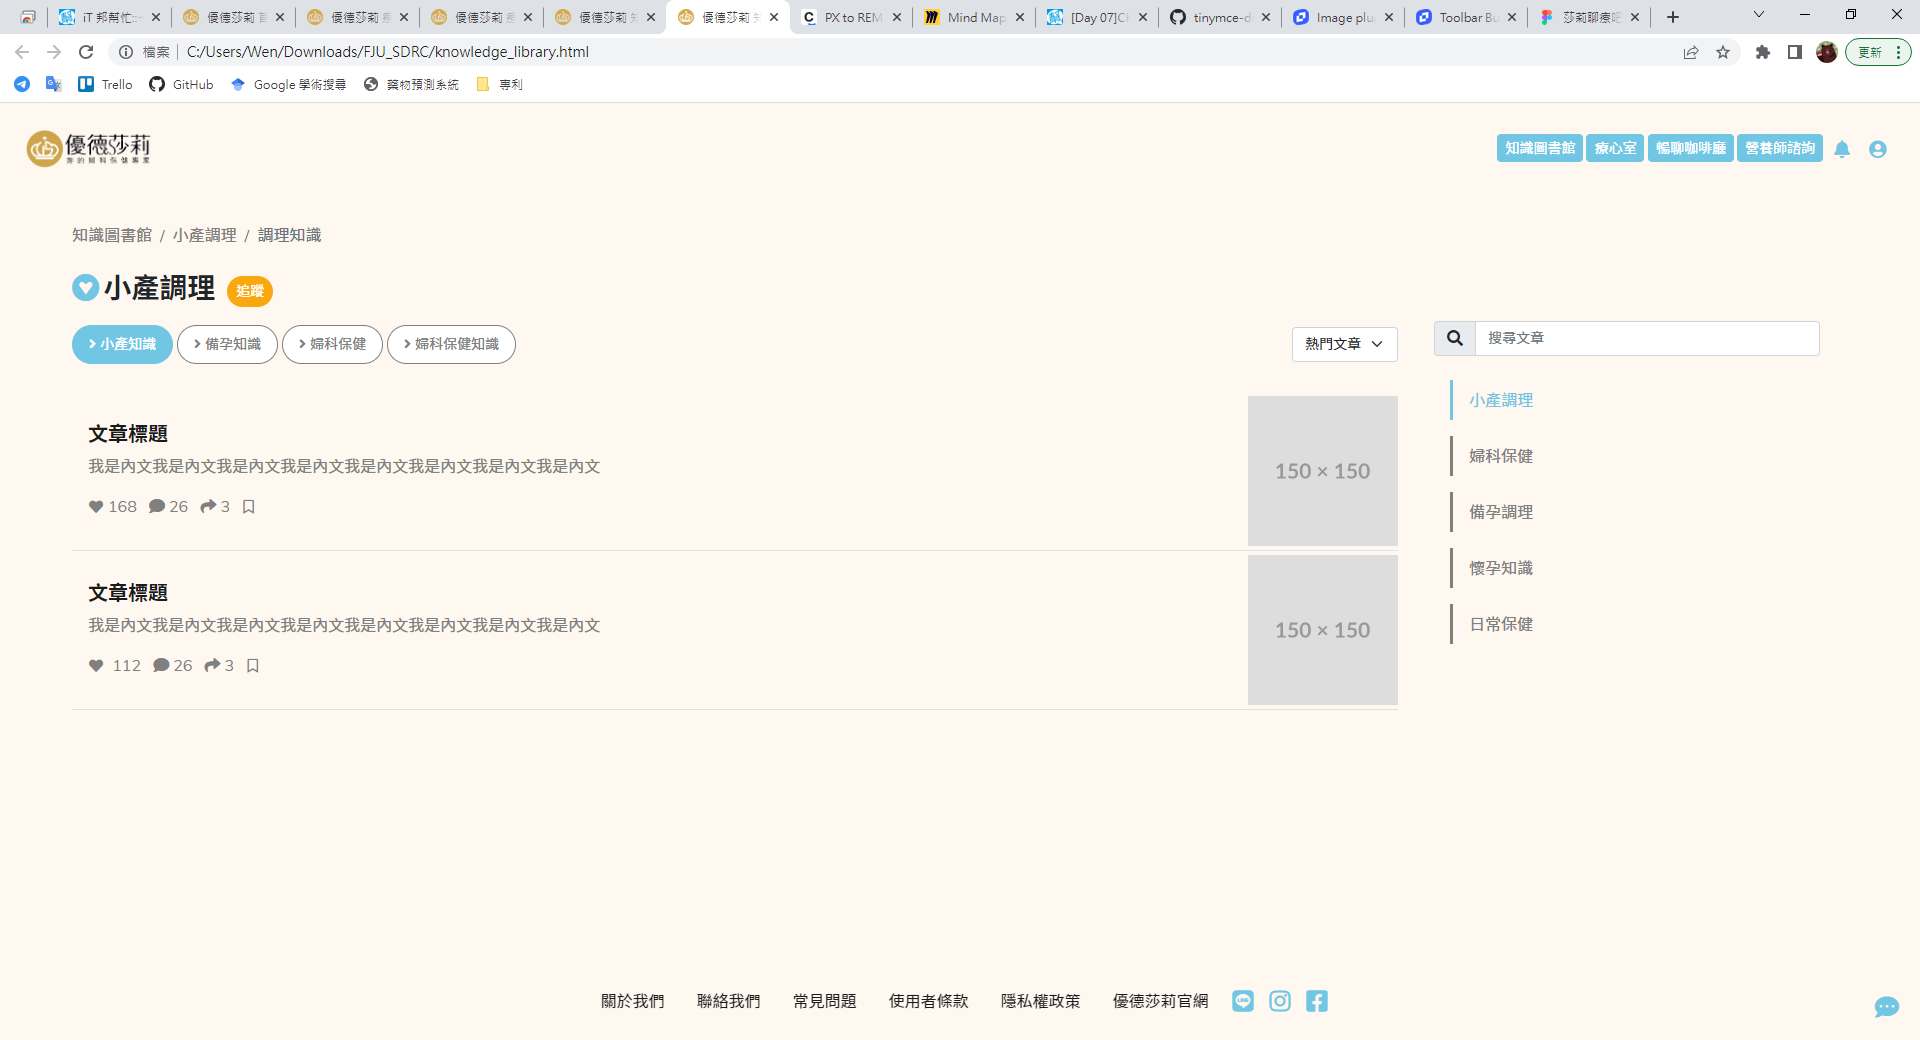 iT 邦幫忙::
優德莎莉
優德莎莉
優德莎莉
優德莎莉
優德莎莉
PX to REM
Mind Map
[Day 07]
tinymce-d
Image plu
Toolbar Bu
莎莉聊療吧
檔案 C:/Users/Wen/Downloads/FJU_SDRC/knowledge_library.html
更新
Trello GitHub Google 學術搜尋 藥物預測系統 專利
優德莎莉
妳的婦科保健專家
知識圖書館 療心室 暢聊咖啡廳 營養師諮詢
知識圖書館 / 小產調理 / 調理知識
小產調理 追蹤
小產知識 備孕知識 婦科保健 婦科保健知識
熱門文章
搜尋文章
文章標題
我是內文我是內文我是內文我是內文我是內文我是內文我是內文我是內文
168 26 3
150 × 150
文章標題
我是內文我是內文我是內文我是內文我是內文我是內文我是內文我是內文
112 26 3
150 × 150
小產調理
婦科保健
備孕調理
懷孕知識
日常保健
關於我們 聯絡我們 常見問題 使用者條款 隱私權政策 優德莎莉官網